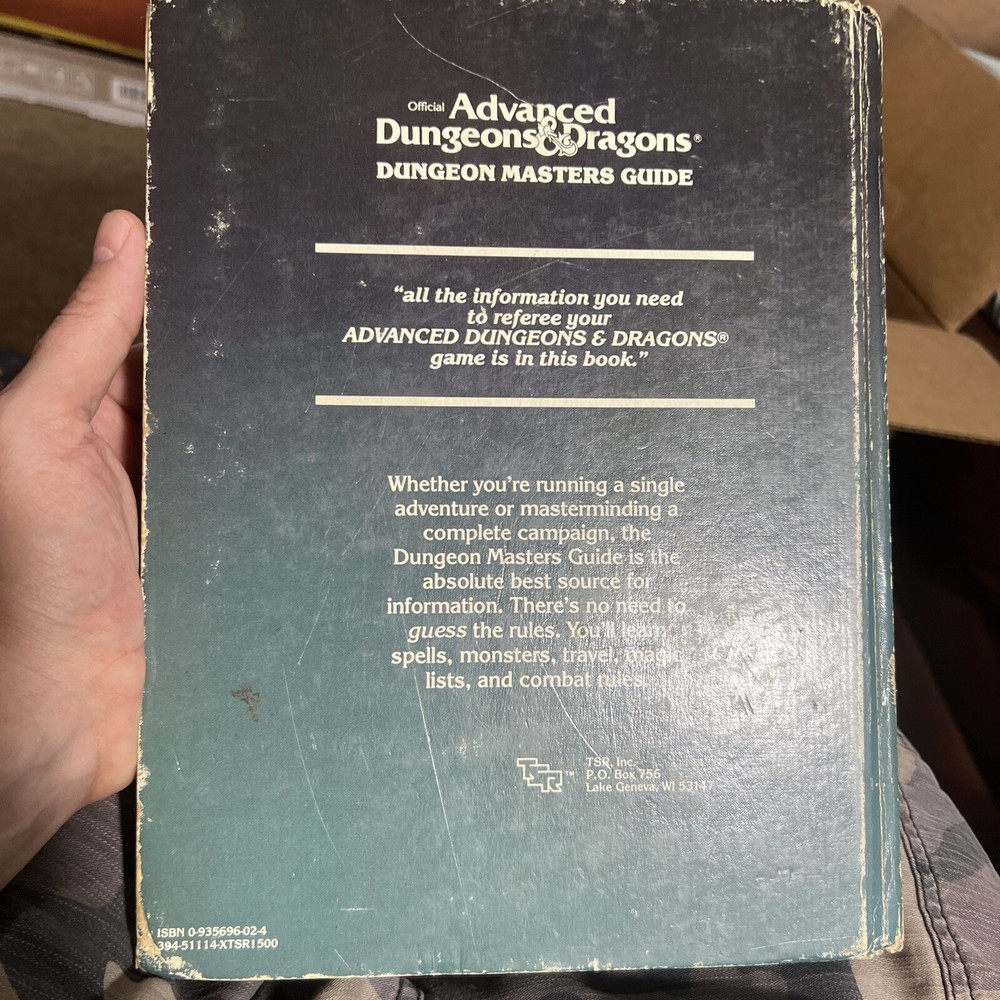 Official Advanced
Dungeons & Dragons®
DUNGEON MASTERS GUIDE
“all the information you need
to referee your
ADVANCED DUNGEONS & DRAGONS®
game is in this book.”
Whether you’re running a single
adventure or masterminding a
complete campaign, the
Dungeon Masters Guide is the
absolute best source for
information. There’s no need to
guess the rules. You’ll learn
spells, monsters, travel, magic
lists, and combat rules.
TSR™
TSR, Inc.
P.O. Box 756
Lake Geneva, WI 53147
ISBN 0-935696-02-4
394-51114-XTSR1500